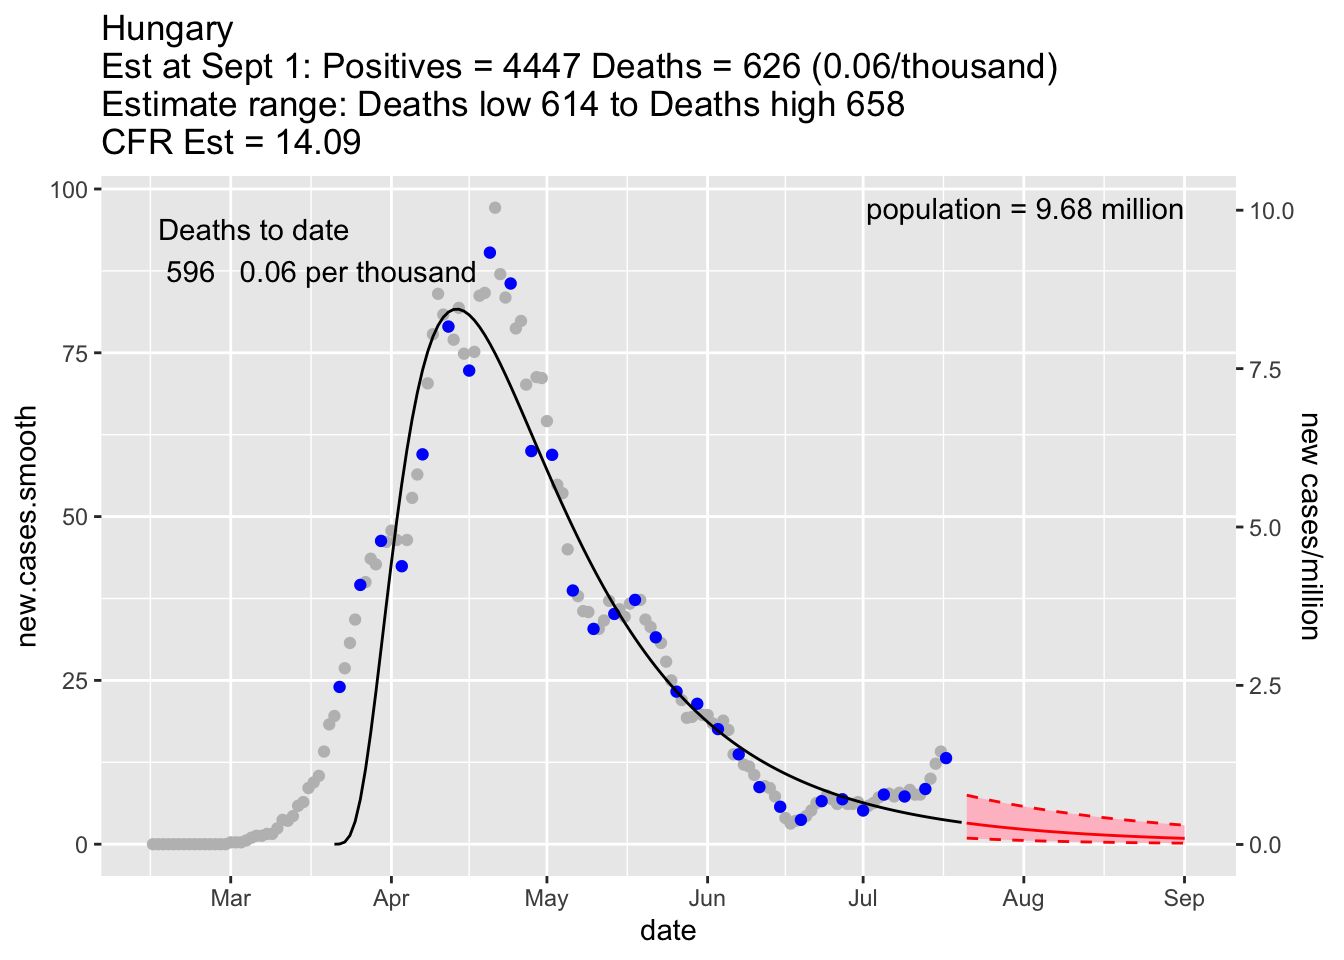 Hungary
Est at Sept 1: Positives = 4447 Deaths = 626 (0.06/thousand)
Estimate range: Deaths low 614 to Deaths high 658
CFR Est = 14.09
100
75
50
25
0
new.cases.smooth
Deaths to date
596 0.06 per thousand
population = 9.68 million
10.0
7.5
5.0
2.5
0.0
new cases/million
Mar Apr May Jun Jul Aug Sep
date